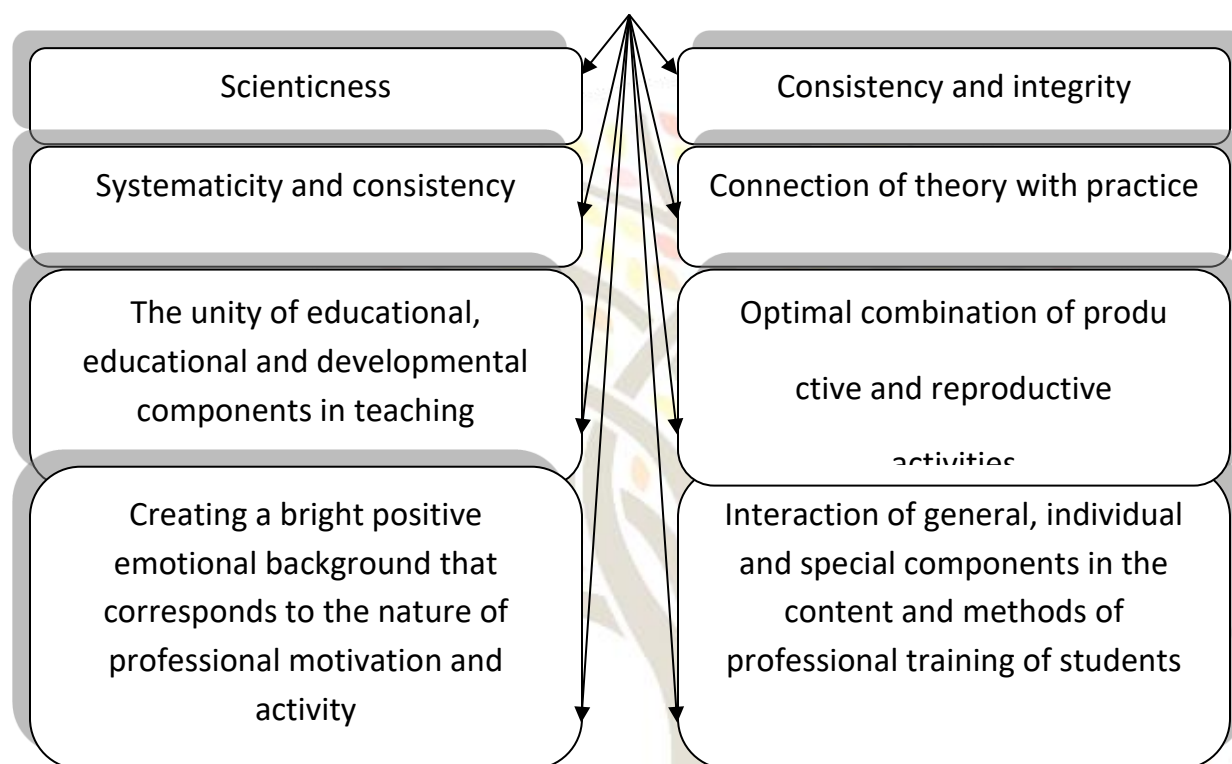 Scienticness
Consistency and integrity
Systematicity and consistency
Connection of theory with practice
The unity of educational,
educational and developmental
components in teaching
Optimal combination of produ
ctive and reproductive
activities
Creating a bright positive
emotional background that
corresponds to the nature of
professional motivation and
activity
Interaction of general, individual
and special components in the
content and methods of
professional training of students